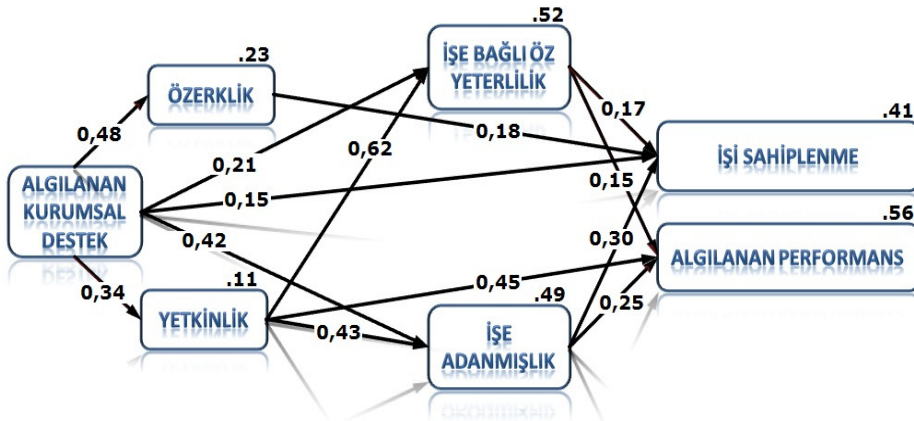 .52
.23
İŞE BAĞLI ÖZ
YETERLİLİK
ÖZERKLİK
.41
0,17
0,48
0,18
0,62
0,21
İŞİ SAHİPLENME
ALGILANAN
KURUMSAL
DESTEK
0,15
0,15
.56
0,42
0,30
ALGILANAN PERFORMANS
.11
0,45
0,34
.49
0,25
YETKİNLİK
0,43
İŞE
ADANMIŞLIK